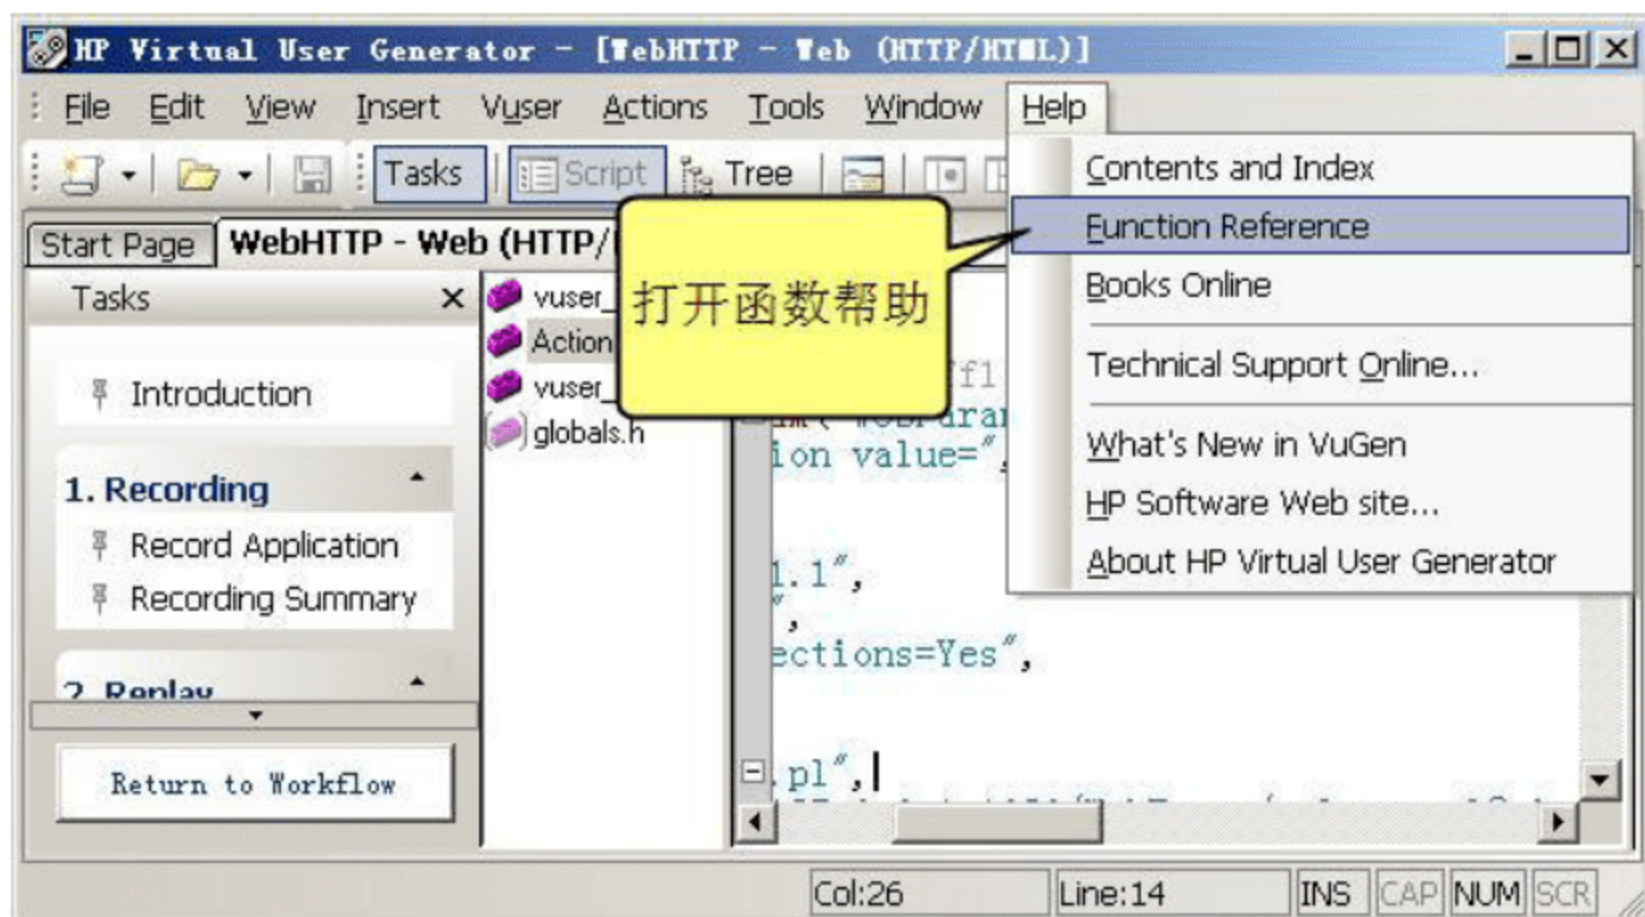 HP Virtual User Generator - [WebHTTP - Web (HTTP/HTML)]
File Edit View Insert Vuser Actions Tools Window Help
Tasks Script Tree
Contents and Index
Function Reference
Books Online
Technical Support Online...
What's New in VuGen
HP Software Web site...
About HP Virtual User Generator
Start Page WebHTTP - Web (HTTP/
打开函数帮助
Tasks
Introduction
1. Recording
Record Application
Recording Summary
2. Replay
Return to Workflow
vuser_
Action
vuser_
globals.h
ff1
ion value=",
1.1",
",
ections=Yes",
.pl",
Col:26 Line:14 INS CAP NUM SCR